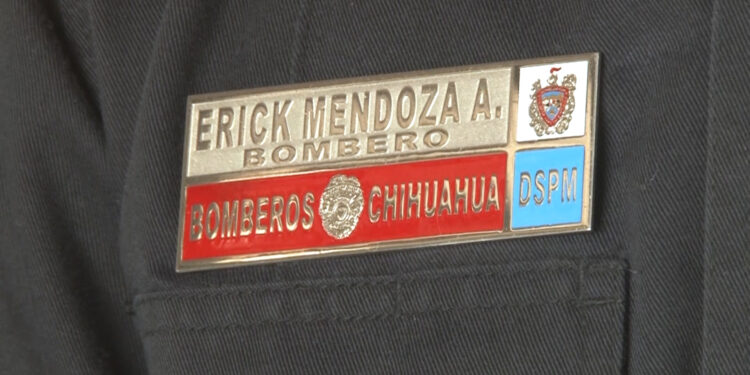 ERICK MENDOZA A.
BOMBERO
BOMBEROS CHIHUAHUA
DSPM